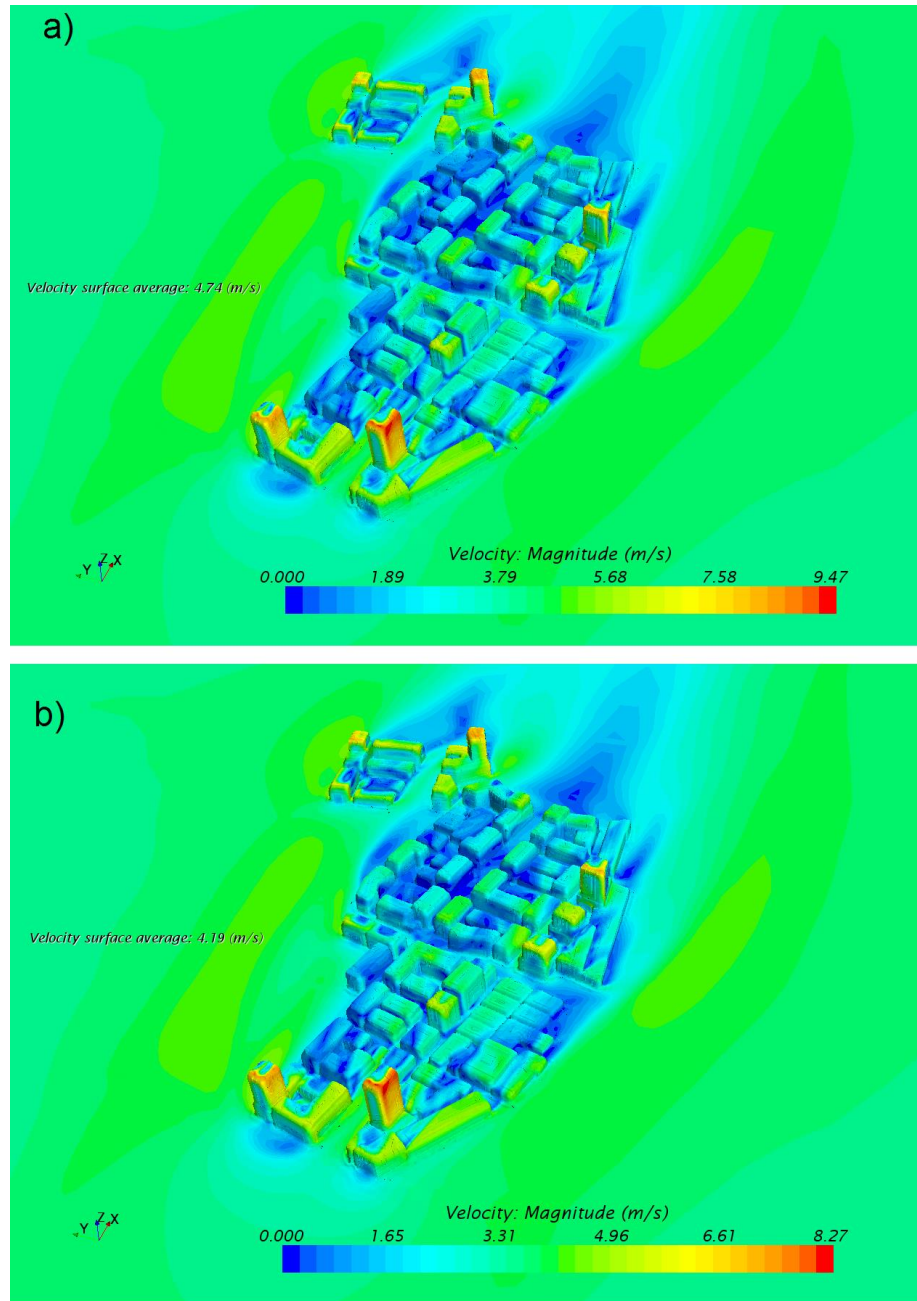 a)
Velocity surface average: 4.74 (m/s)
Z
Y X
Velocity: Magnitude (m/s)
0.000 1.89 3.79 5.68 7.58 9.47
b)
Velocity surface average: 4.19 (m/s)
Z
Y X
Velocity: Magnitude (m/s)
0.000 1.65 3.31 4.96 6.61 8.27